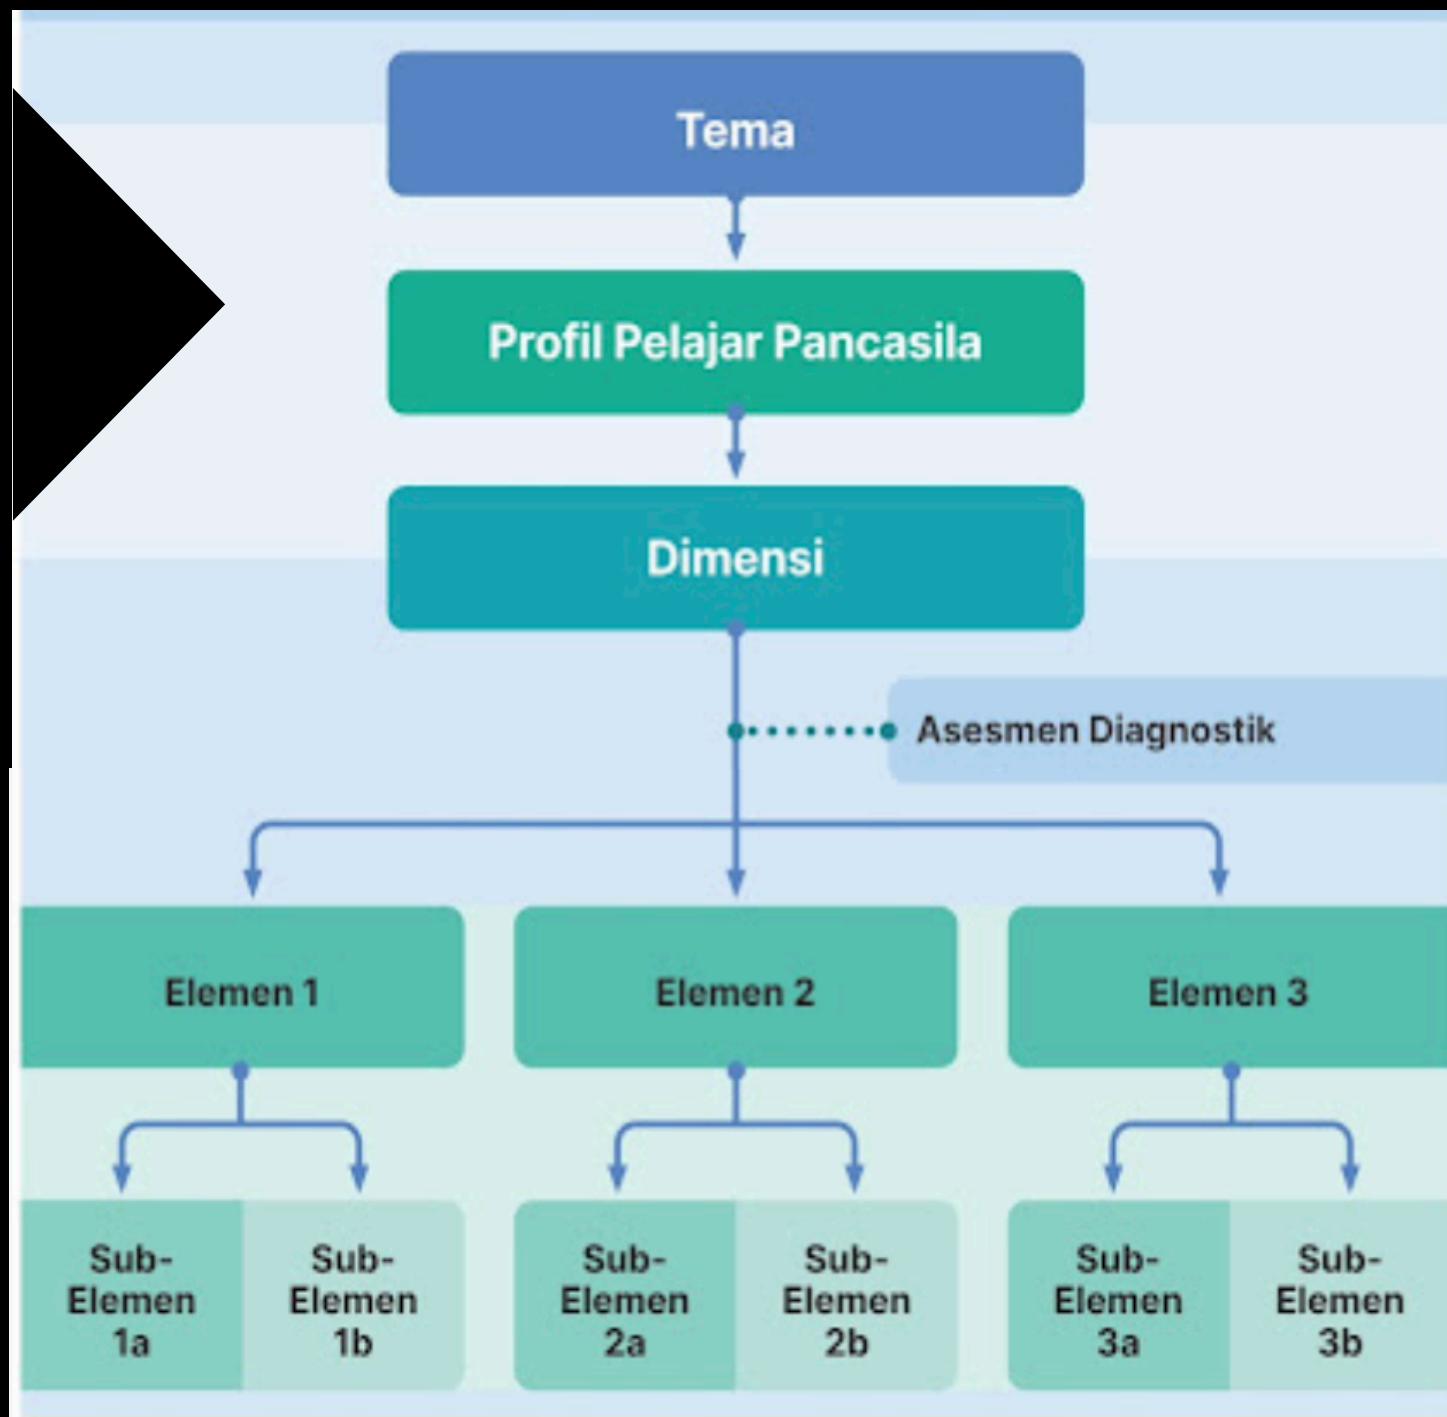 Tema
Profil Pelajar Pancasila
Dimensi
Asesmen Diagnostik
Elemen 1
Elemen 2
Elemen 3
Sub-
Elemen
1a
Sub-
Elemen
1b
Sub-
Elemen
2a
Sub-
Elemen
2b
Sub-
Elemen
3a
Sub-
Elemen
3b